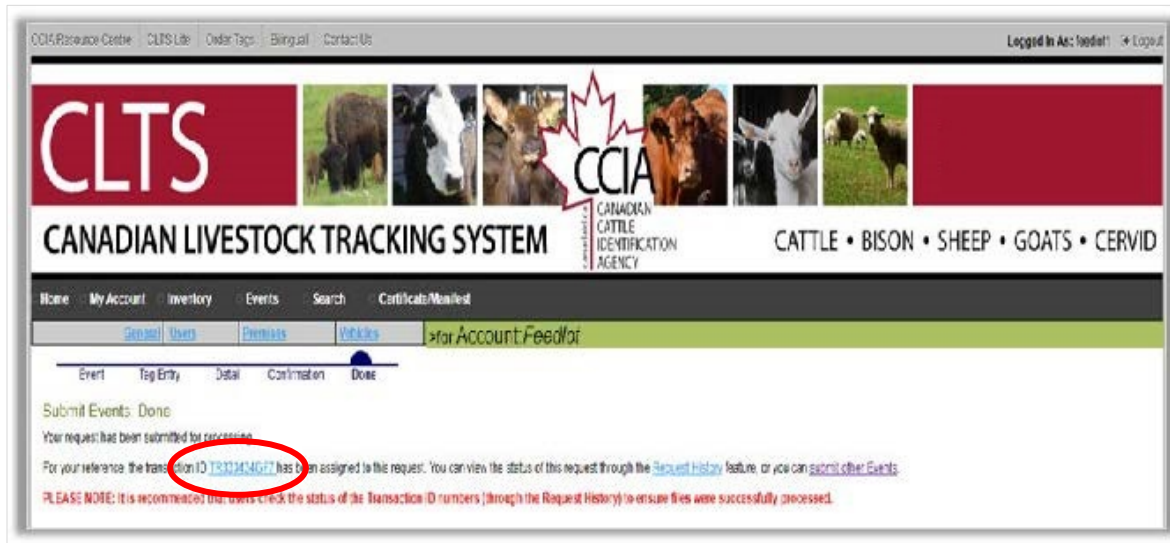 CCIA Resource Centre CLTS Lite Order Tags Bilingual Contact Us Logged In As: feedlot1 Logout
CLTS
CCIA
CANADIAN
CATTLE
IDENTIFICATION
AGENCY
CANADIAN LIVESTOCK TRACKING SYSTEM
CATTLE • BISON • SHEEP • GOATS • CERVID
Home My Account Inventory Events Search Certificate/Manifest
General Users Premises Vehicles >for Account:Feedlot
Event Tag Entry Detail Confirmation Done
Submit Events: Done
Your request has been submitted for processing.
For your reference, the transaction ID has been assigned to this request. You can view the status of this request through the Request History feature, or you can submit other Events.
PLEASE NOTE: It is recommended that users check the status of the Transaction ID numbers (through the Request History) to ensure files were successfully processed.